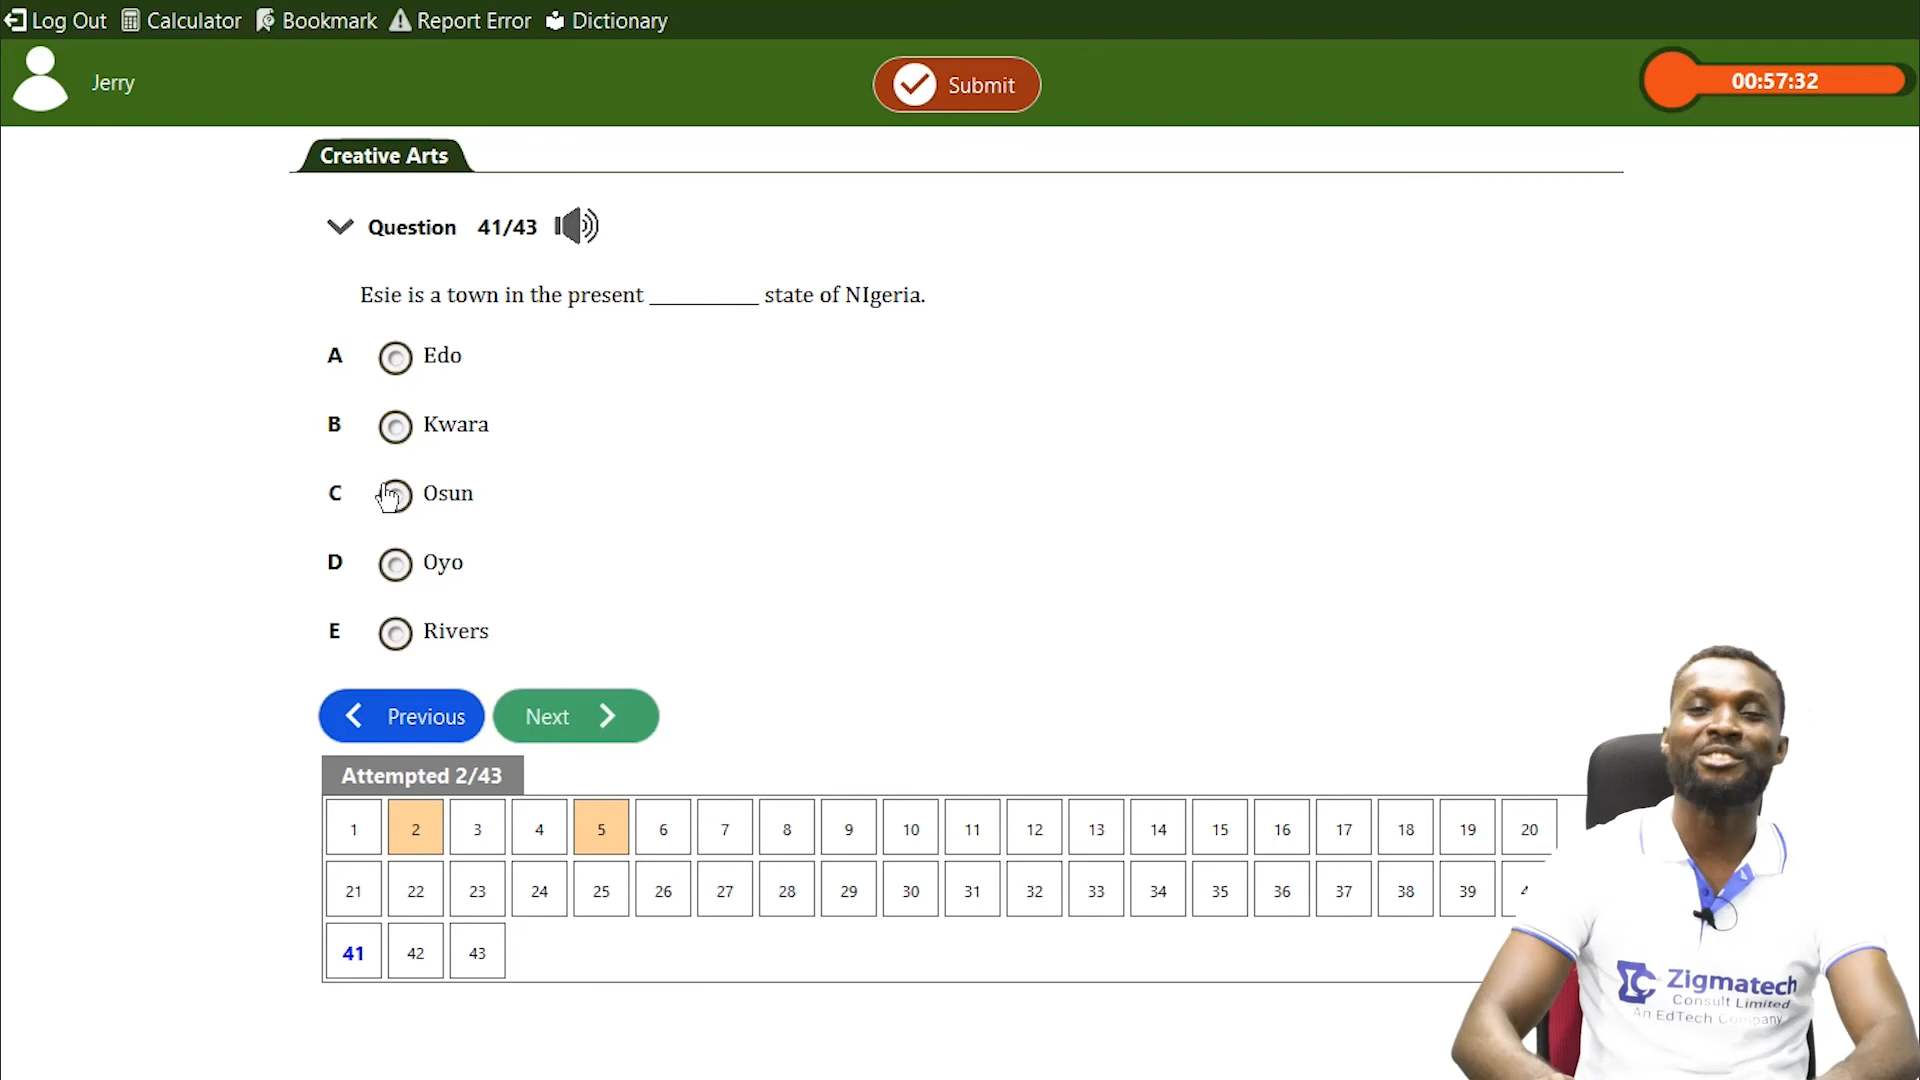 Log Out Calculator Bookmark Report Error Dictionary
Jerry
Submit
00:57:32
Creative Arts
Question 41/43
Esie is a town in the present __________ state of NIgeria.
A Edo
B Kwara
C Osun
D Oyo
E Rivers
Previous Next
Attempted 2/43
1 2 3 4 5 6 7 8 9 10 11 12 13 14 15 16 17 18 19 20
21 22 23 24 25 26 27 28 29 30 31 32 33 34 35 36 37 38 39
41 42 43
Zigmatech
Consult Limited
An EdTech Company